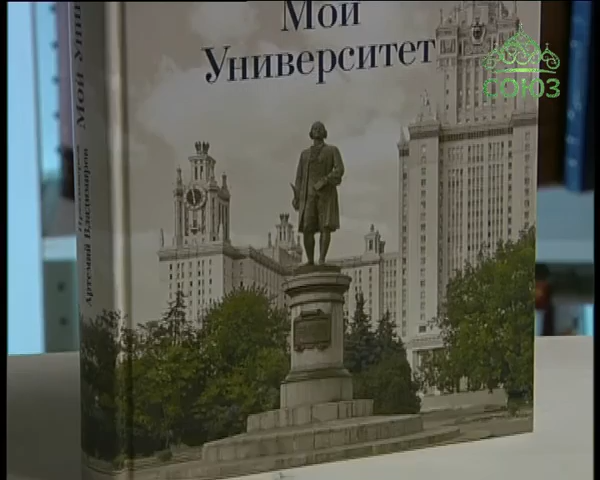 Мой
Университет
СОЮЗ
Протоиерей
Артемий Владимиров
Мой Уни